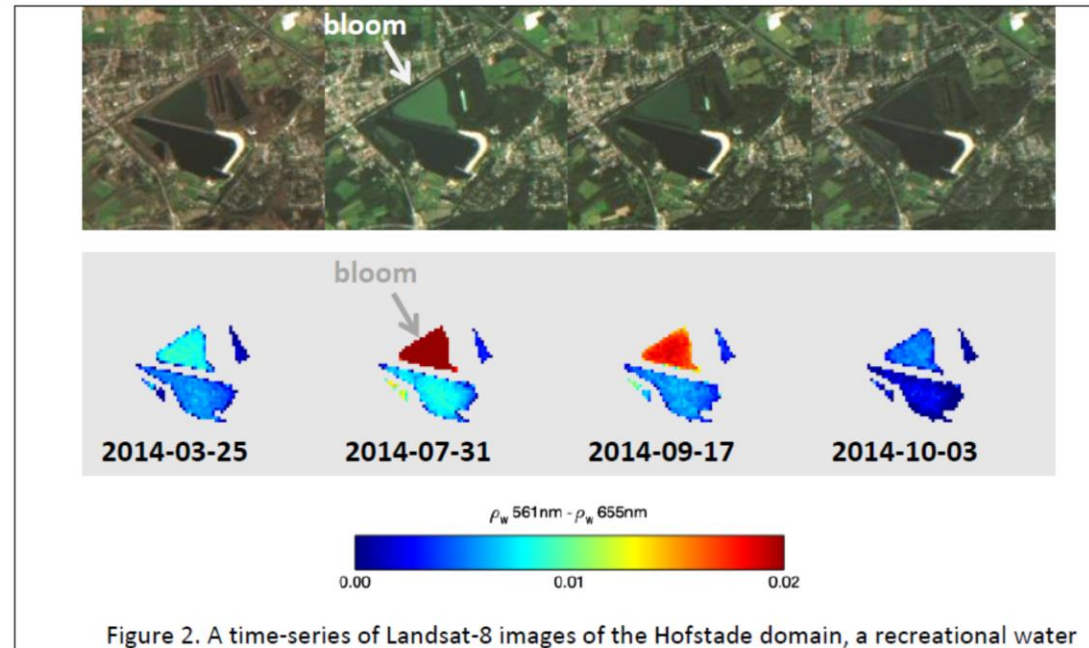 bloom
bloom
2014-03-25 2014-07-31 2014-09-17 2014-10-03
ρw 561nm - ρw 655nm
0.00 0.01 0.02
Figure 2. A time-series of Landsat-8 images of the Hofstade domain, a recreational water